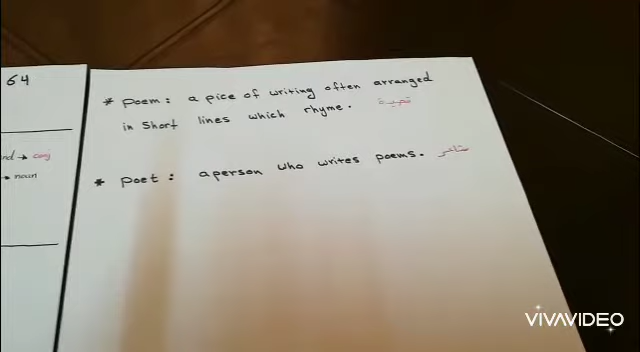 64
nd → conj
→ noun
* Poem: a pice of writing often arranged
in short lines which rhyme. قصيدة
* Poet: aperson who writes poems. شاعر
VIVAVIDEO